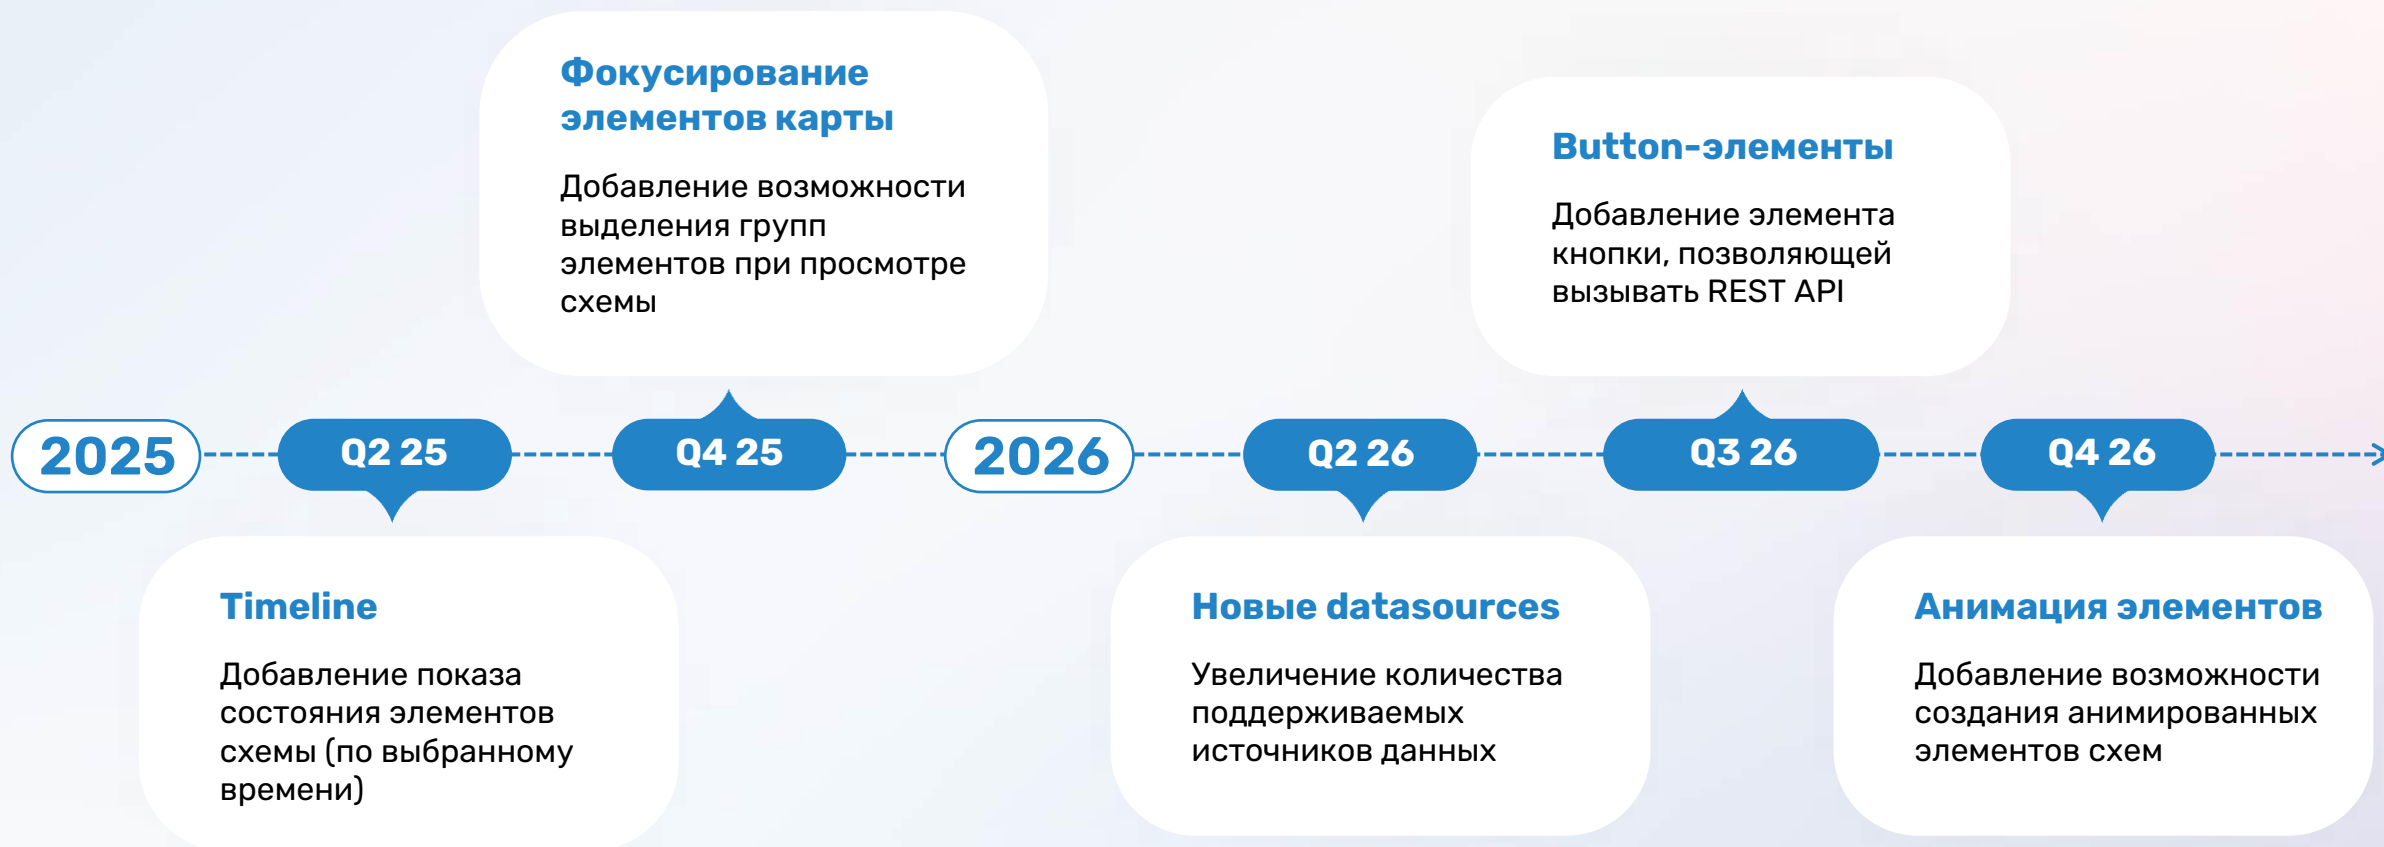 Фокусирование
элементов карты
Добавление возможности
выделения групп
элементов при просмотре
схемы
Button-элементы
Добавление элемента
кнопки, позволяющей
вызывать REST API
2025
Q2 25
Q4 25
2026
Q2 26
Q3 26
Q4 26
Timeline
Добавление показа
состояния элементов
схемы (по выбранному
времени)
Новые datasources
Увеличение количества
поддерживаемых
источников данных
Анимация элементов
Добавление возможности
создания анимированных
элементов схем